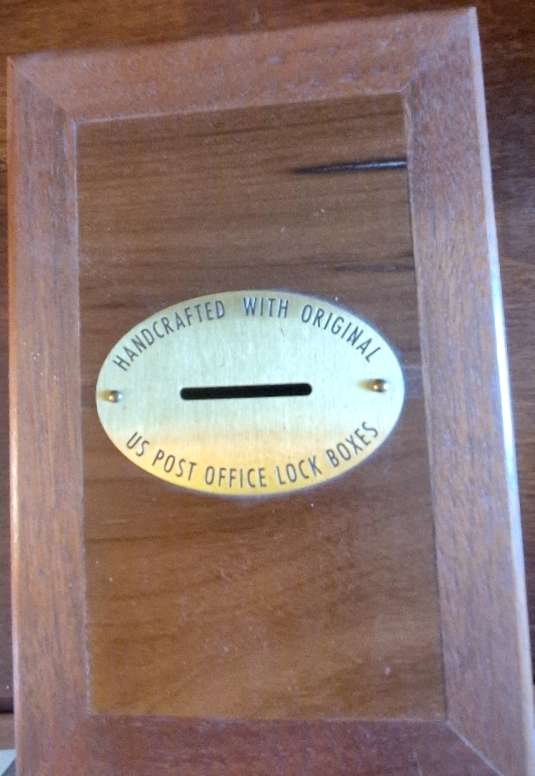 HANDCRAFTED WITH ORIGINAL
US POST OFFICE LOCK BOXES